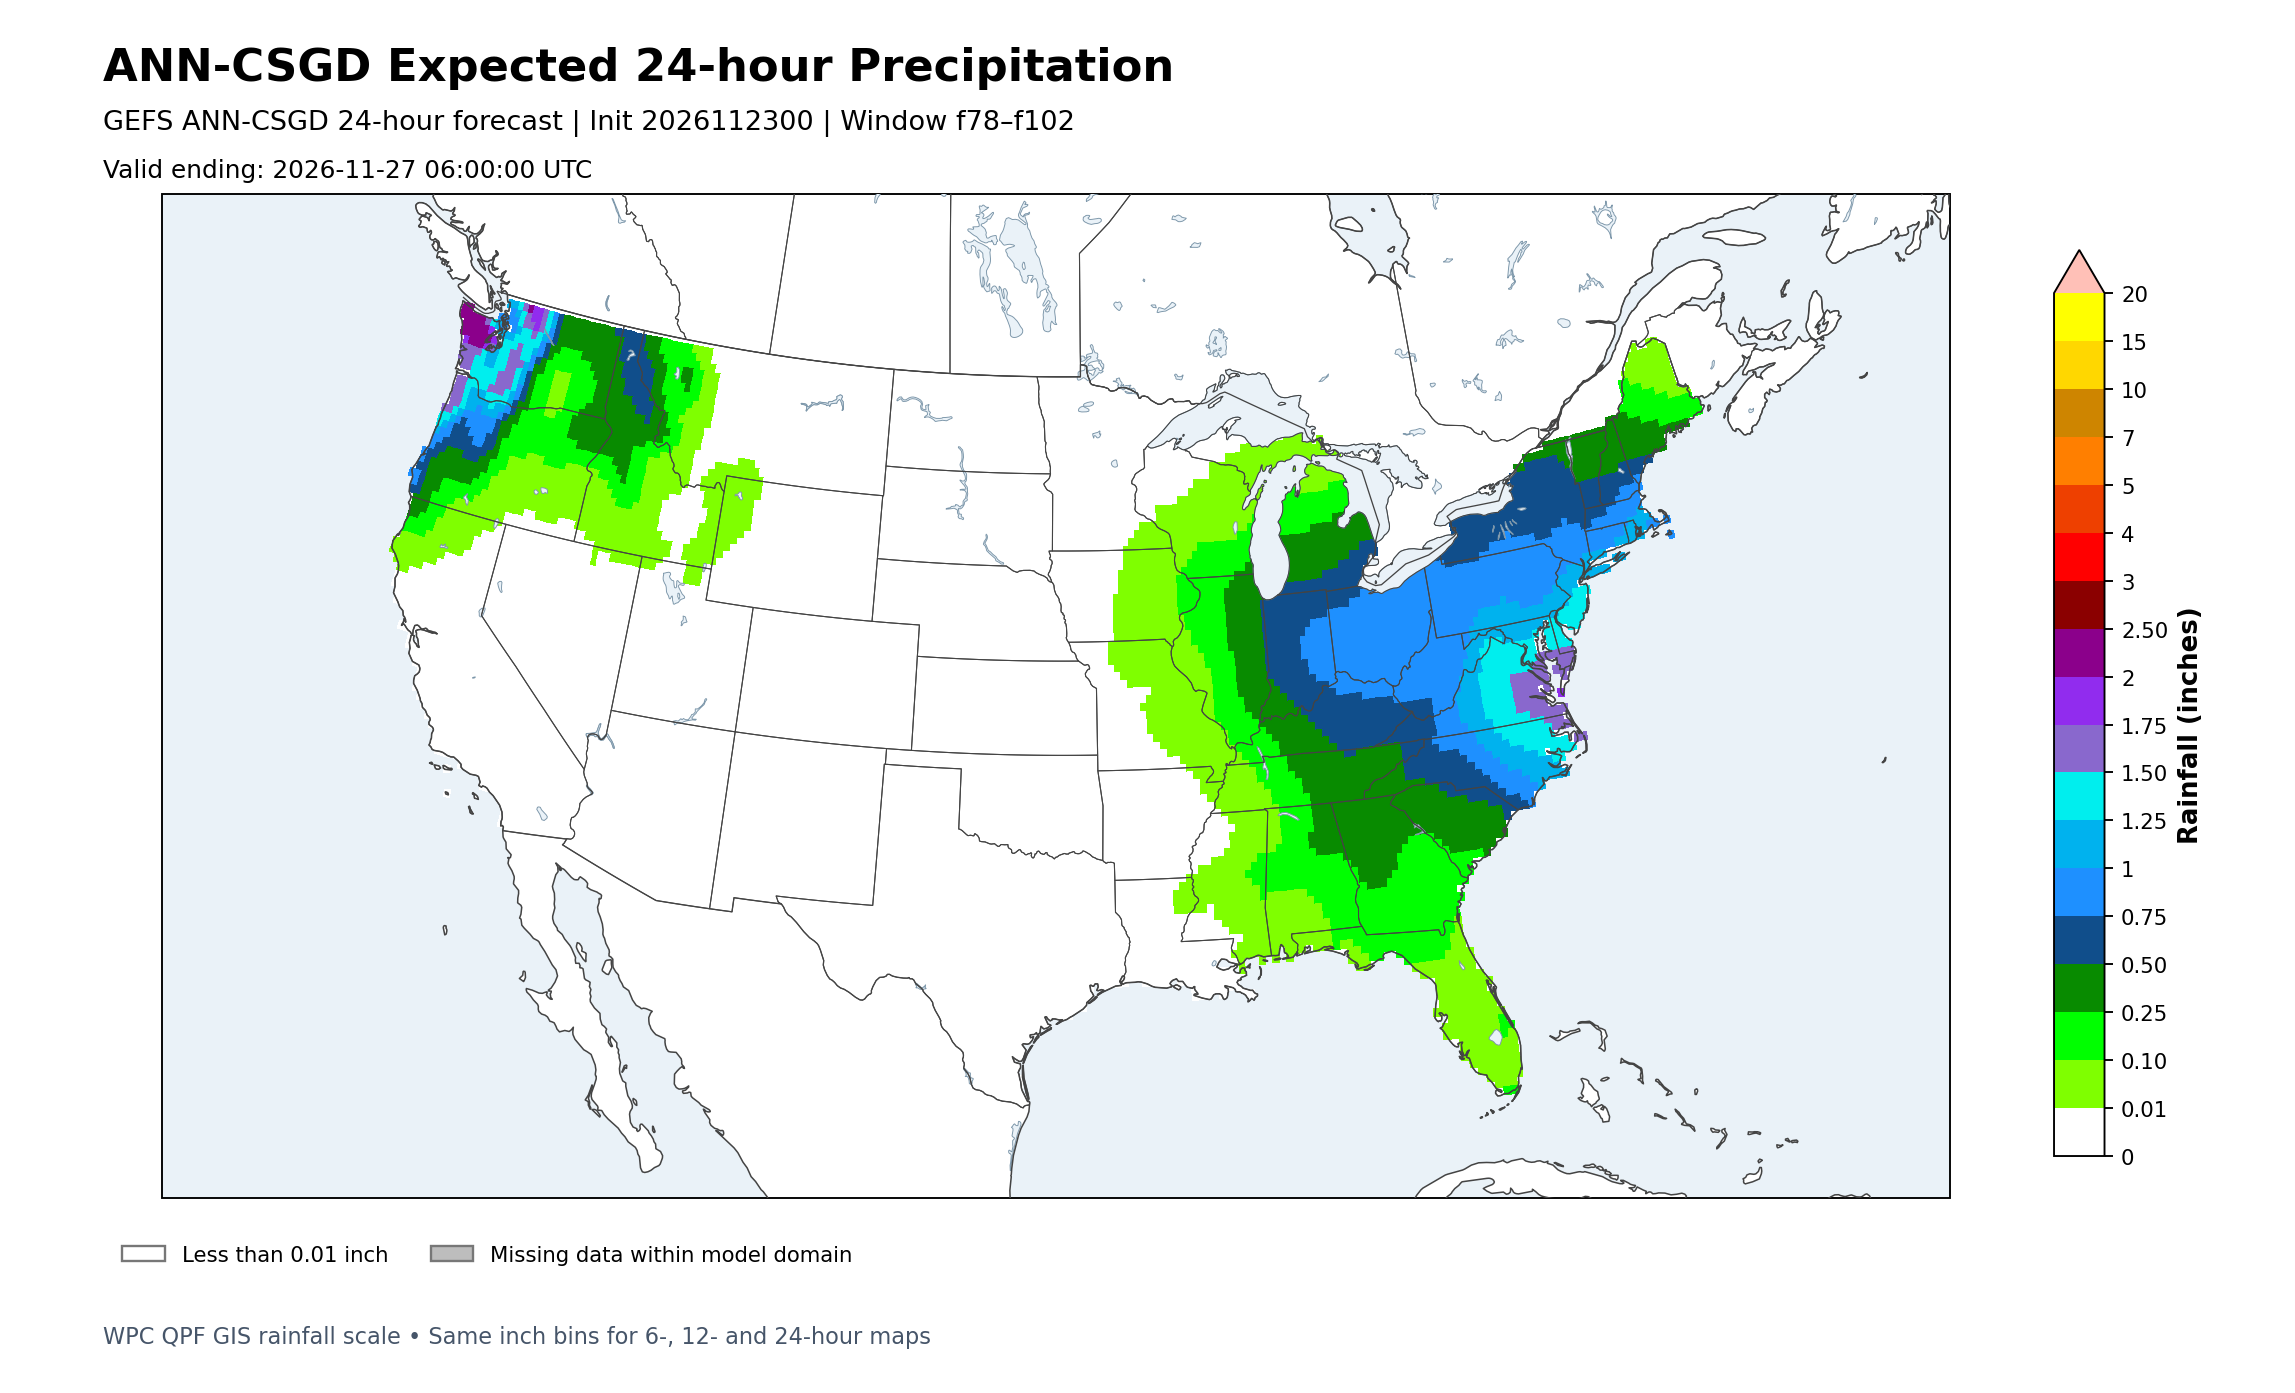 ANN-CSGD Expected 24-hour Precipitation
GEFS ANN-CSGD 24-hour forecast | Init 2026112300 | Window f78–f102
Valid ending: 2026-11-27 06:00:00 UTC
20
15
10
7
5
4
3
2.50
2
1.75
1.50
1.25
1
0.75
0.50
0.25
0.10
0.01
0
Rainfall (inches)
Less than 0.01 inch
Missing data within model domain
WPC QPF GIS rainfall scale • Same inch bins for 6-, 12- and 24-hour maps